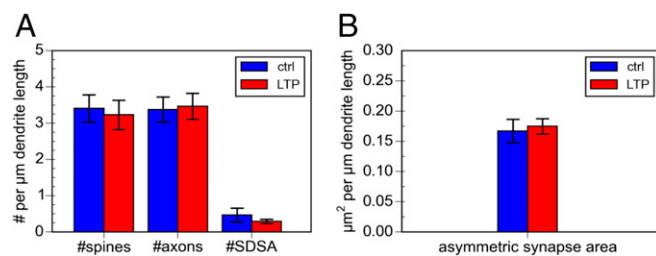 A
# per µm dendrite length
5
4
3
2
1
0
ctrl
LTP
#spines
#axons
#SDSA
B
µm² per µm dendrite length
0.30
0.25
0.20
0.15
0.10
0.05
0.00
ctrl
LTP
asymmetric synapse area